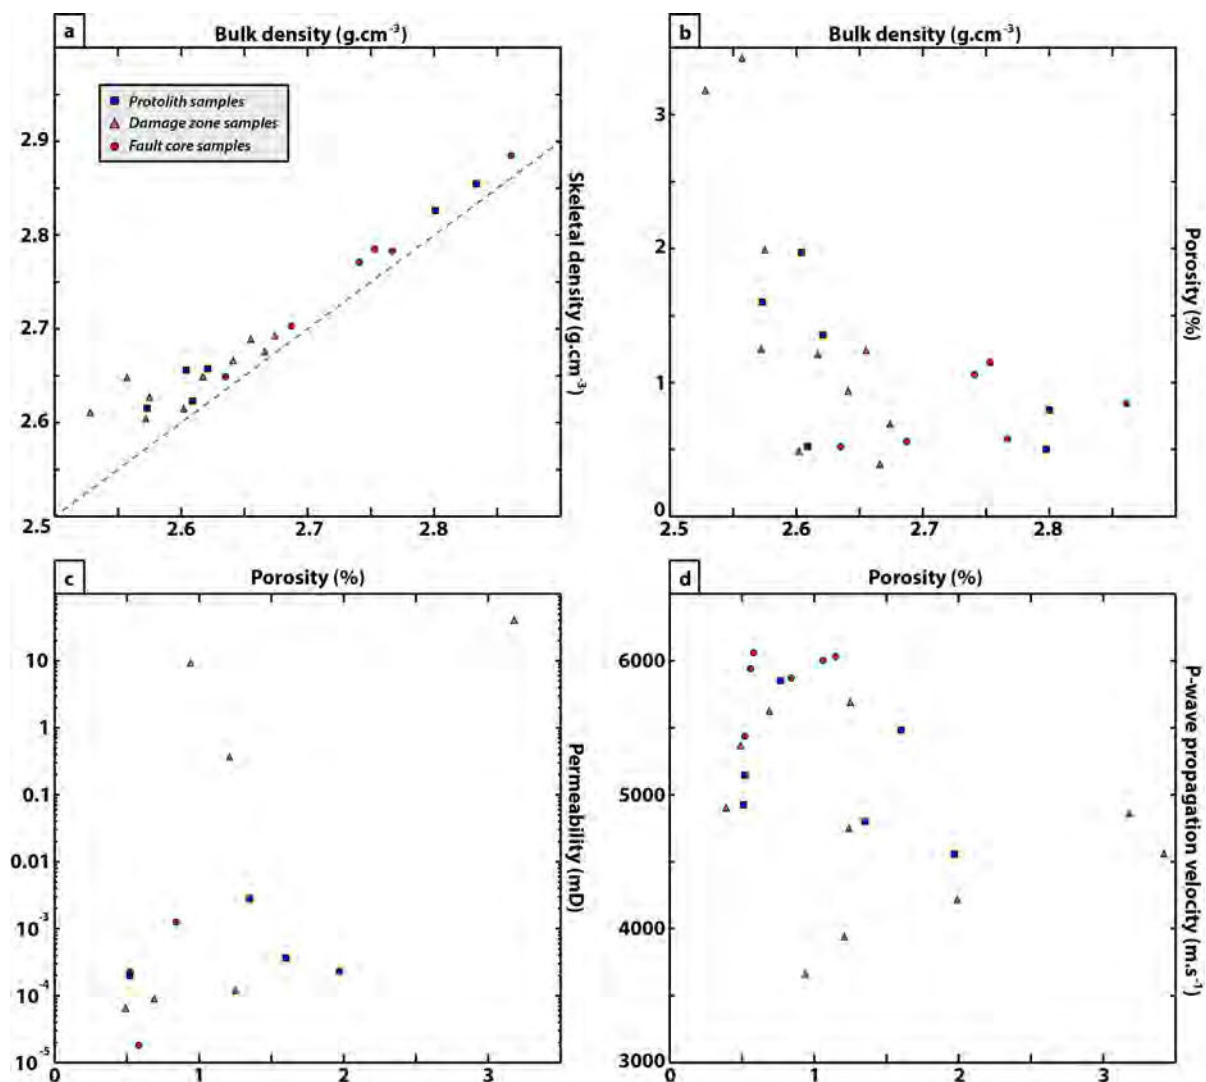 a
Bulk density (g.cm⁻³)
Protolith samples
Damage zone samples
Fault core samples
2.9
2.8
2.7
2.6
2.5
2.6
2.7
2.8
Skeletal density (g.cm⁻³)
b
Bulk density (g.cm⁻³)
3
2
1
0
2.5
2.6
2.7
2.8
Porosity (%)
c
Porosity (%)
10
1
0.1
0.01
10⁻³
10⁻⁴
10⁻⁵
0
1
2
3
Permeability (mD)
d
Porosity (%)
6000
5000
4000
3000
0
1
2
3
P-wave propagation velocity (m.s⁻¹)